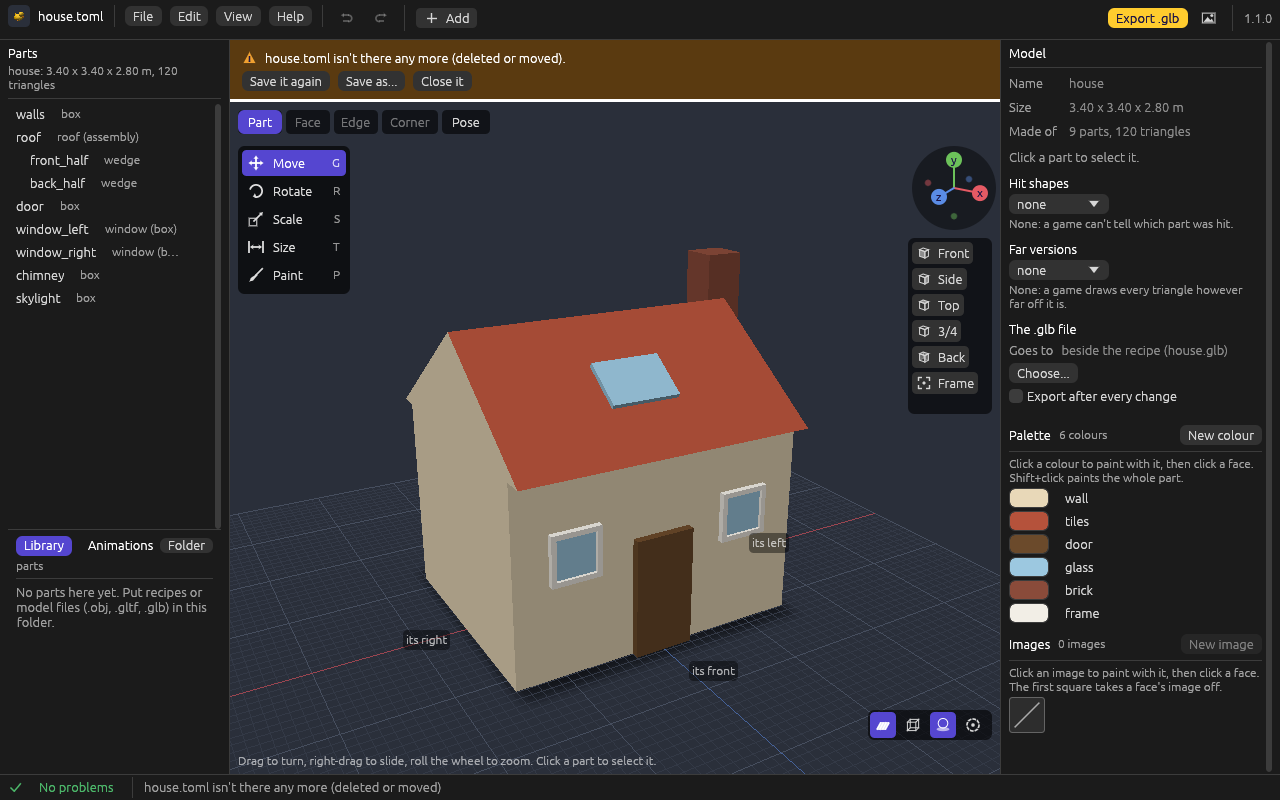 house.toml
File
Edit
View
Help
Add
Export .glb
1.1.0
Parts
house: 3.40 x 3.40 x 2.80 m, 120
triangles
walls box
roof roof (assembly)
front_half wedge
back_half wedge
door box
window_left window (box)
window_right window (b...
chimney box
skylight box
Library
Animations
Folder
parts
No parts here yet. Put recipes or
model files (.obj, .gltf, .glb) in this
folder.
house.toml isn't there any more (deleted or moved).
Save it again
Save as...
Close it
Part
Face
Edge
Corner
Pose
Move G
Rotate R
Scale S
Size T
Paint P
y
x
z
Front
Side
Top
3/4
Back
Frame
its left
its right
its front
Drag to turn, right-drag to slide, roll the wheel to zoom. Click a part to select it.
Model
Name house
Size 3.40 x 3.40 x 2.80 m
Made of 9 parts, 120 triangles
Click a part to select it.
Hit shapes
none
None: a game can't tell which part was hit.
Far versions
none
None: a game draws every triangle however
far off it is.
The .glb file
Goes to beside the recipe (house.glb)
Choose...
Export after every change
Palette 6 colours
New colour
Click a colour to paint with it, then click a face.
Shift+click paints the whole part.
wall
tiles
door
glass
brick
frame
Images 0 images
New image
Click an image to paint with it, then click a face.
The first square takes a face's image off.
No problems
house.toml isn't there any more (deleted or moved)